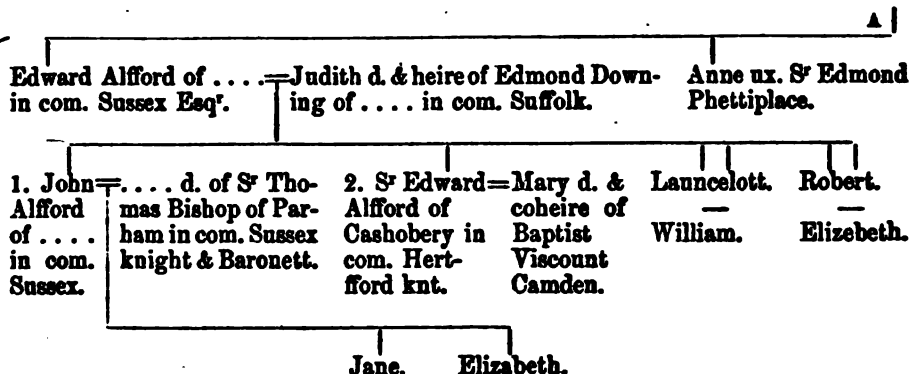 A
Edward Alfford of . . . . = Judith d. & heire of Edmond Down-
in com. Sussex Esqr.
ing of . . . . in com. Suffolk.
Anne ux. Sr Edmond
Phettiplace.
1. John =
Alfford
of . . . .
in com.
Sussex.
. . . . d. of Sr Tho-
mas Bishop of Par-
ham in com. Sussex
knight & Baronett.
2. Sr Edward =
Alfford of
Cashobery in
com. Hert-
fford knt.
Mary d. &
coheire of
Baptist
Viscount
Camden.
Launcelott.
William.
Robert.
Elizebeth.
Jane.
Elizabeth.